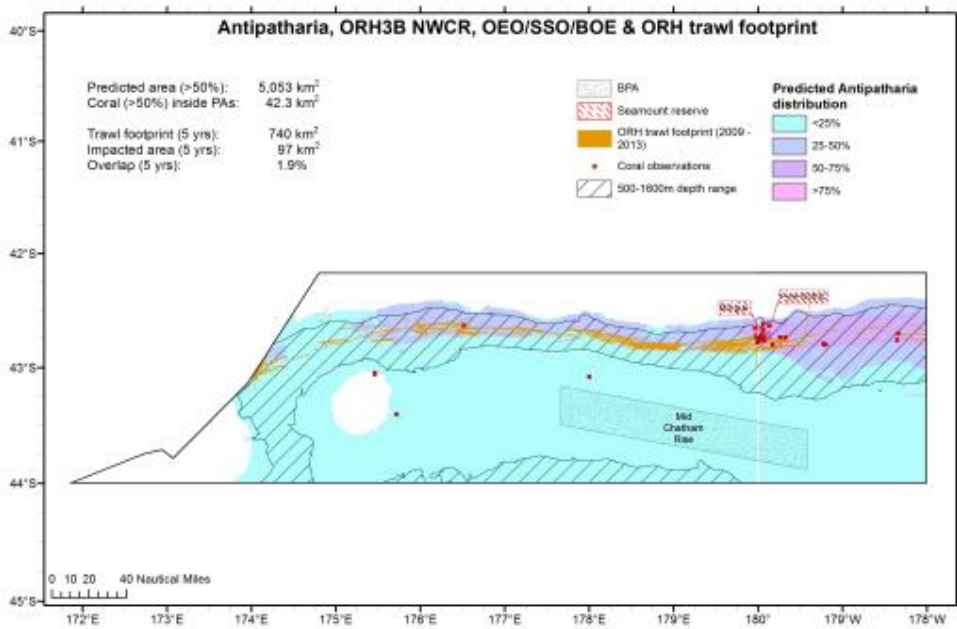 Antipatharia, ORH3B NWCR, OEO/SSO/BOE & ORH trawl footprint
Predicted area (>50%): 5,053 km²
Coral (>50%) inside PAs: 42.3 km²
Trawl footprint (5 yrs): 740 km²
Impacted area (5 yrs): 97 km²
Overlap (5 yrs): 1.9%
BPA
Seamount reserve
ORH trawl footprint (2009 -
2013)
Coral observations
500-1600m depth range
Predicted Antipatharia
distribution
<25%
25-50%
50-75%
>75%
40°S
41°S
42°S
43°S
44°S
45°S
Mid
Chatham
Rise
0 10 20 40 Nautical Miles
172°E 173°E 174°E 175°E 176°E 177°E 178°E 179°E 180° 179°W 178°W